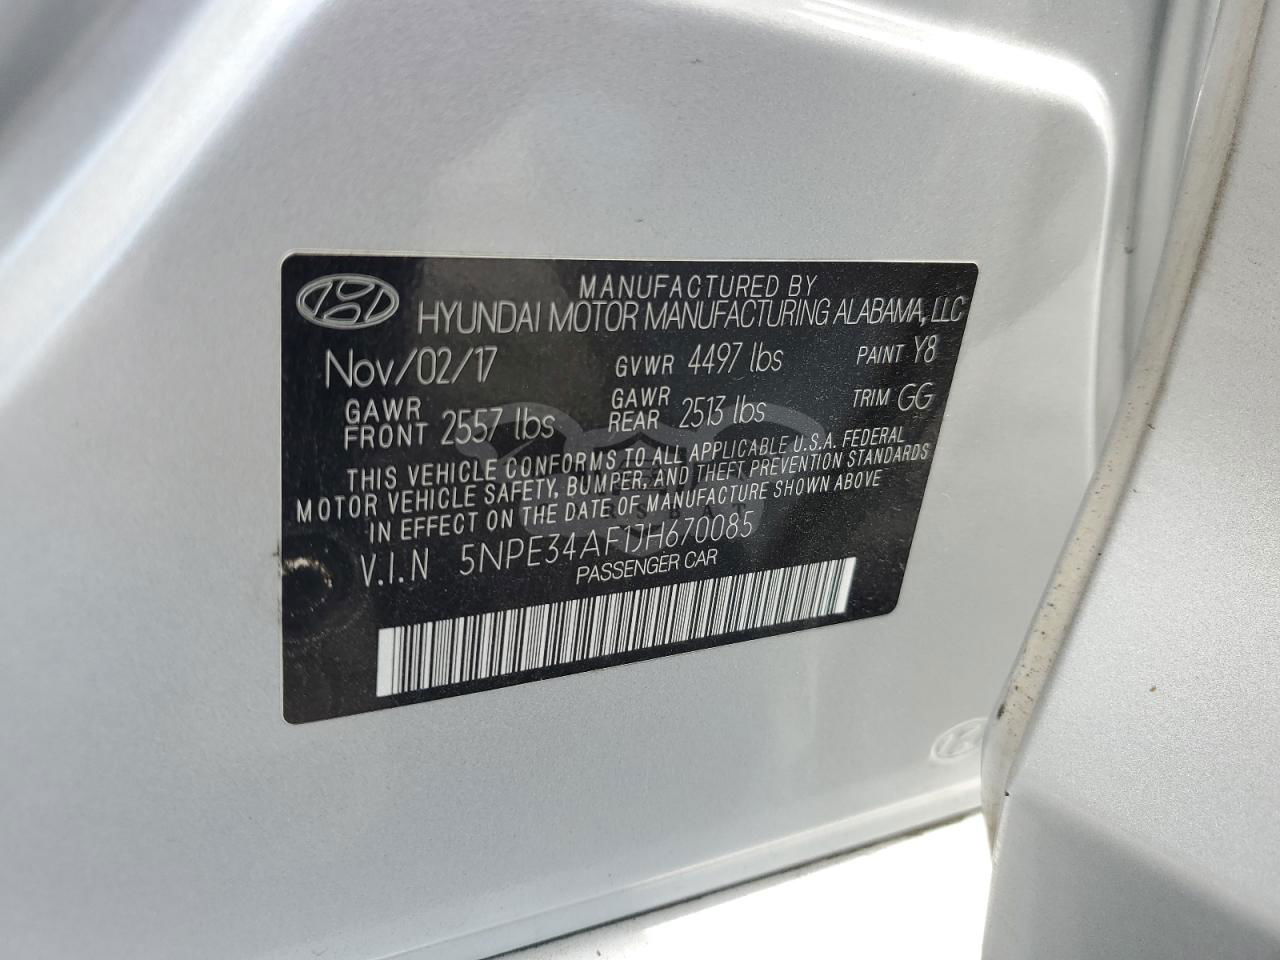 MANUFACTURED BY
HYUNDAI MOTOR MANUFACTURING ALABAMA, LLC
Nov/02/17 GVWR 4497 lbs PAINT Y8
GAWR FRONT 2557 lbs GAWR REAR 2513 lbs TRIM GG
THIS VEHICLE CONFORMS TO ALL APPLICABLE U.S.A. FEDERAL
MOTOR VEHICLE SAFETY, BUMPER, AND THEFT PREVENTION STANDARDS
IN EFFECT ON THE DATE OF MANUFACTURE SHOWN ABOVE
V.I.N 5NPE34AF1JH670085
PASSENGER CAR